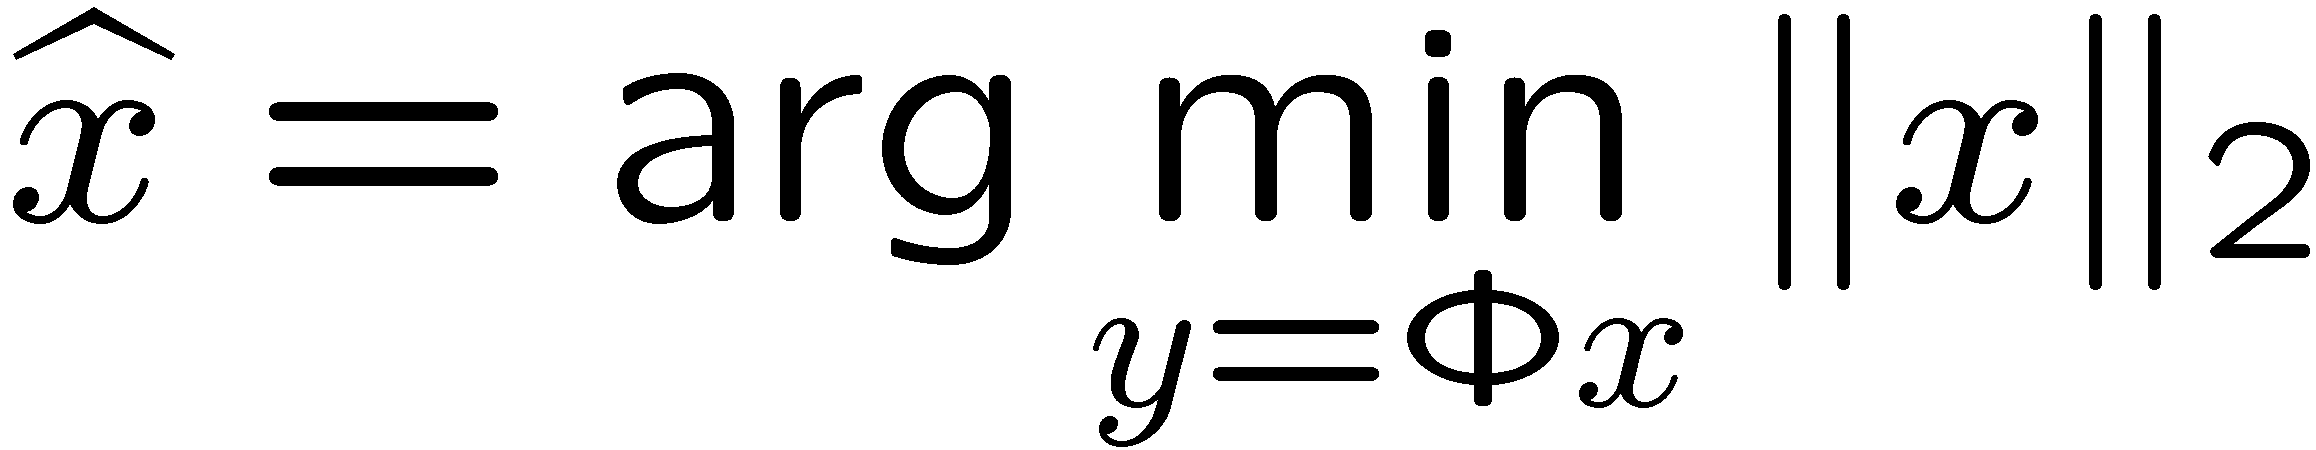 x̂ = arg min ‖x‖₂
y=Φx